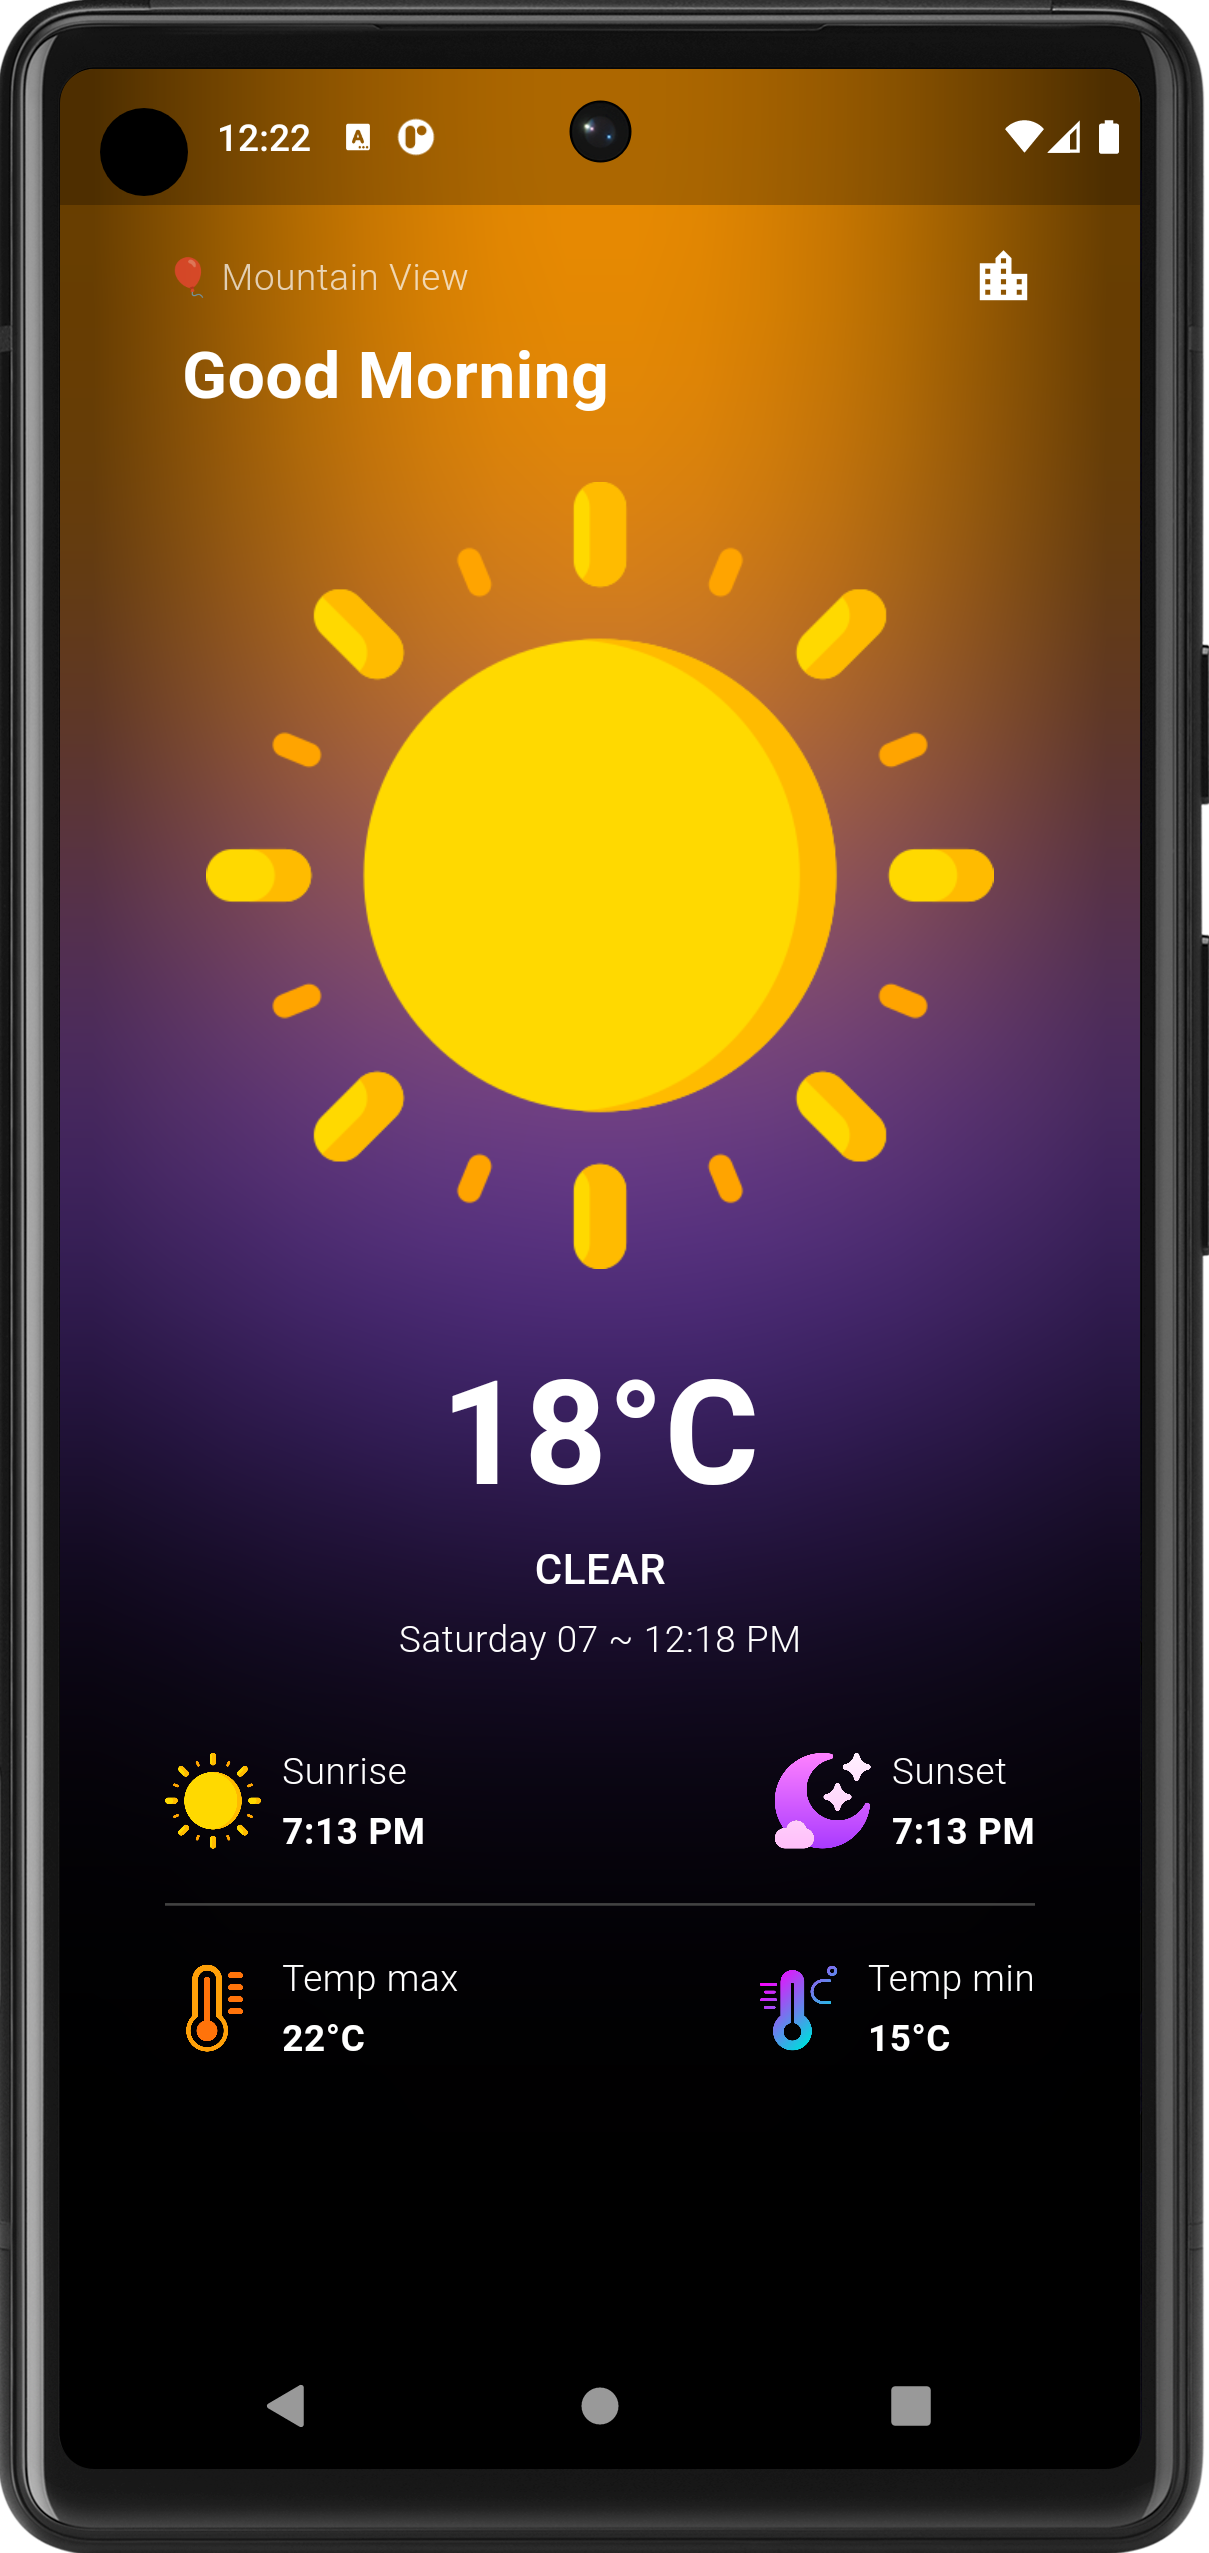 12:22
Mountain View
Good Morning
18°C
CLEAR
Saturday 07 ~ 12:18 PM
Sunrise
7:13 PM
Sunset
7:13 PM
Temp max
22°C
Temp min
15°C